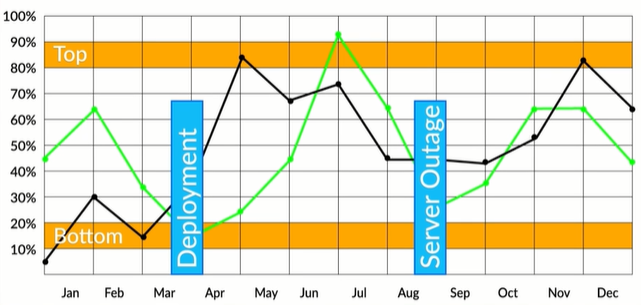 100%
90%
80%
70%
60%
50%
40%
30%
20%
10%
Top
Bottom
Deployment
Server Outage
Jan Feb Mar Apr May Jun Jul Aug Sep Oct Nov Dec